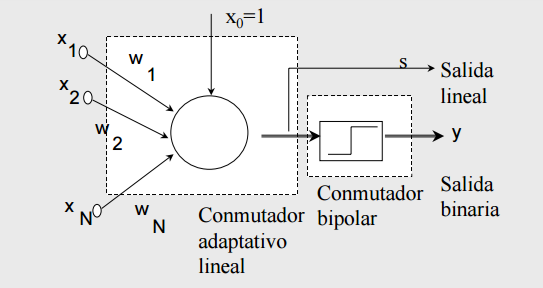 x0=1
x1
w1
x2
w2
xN
wN
s
Salida
lineal
y
Salida
binaria
Conmutador
bipolar
Conmutador
adaptativo
lineal